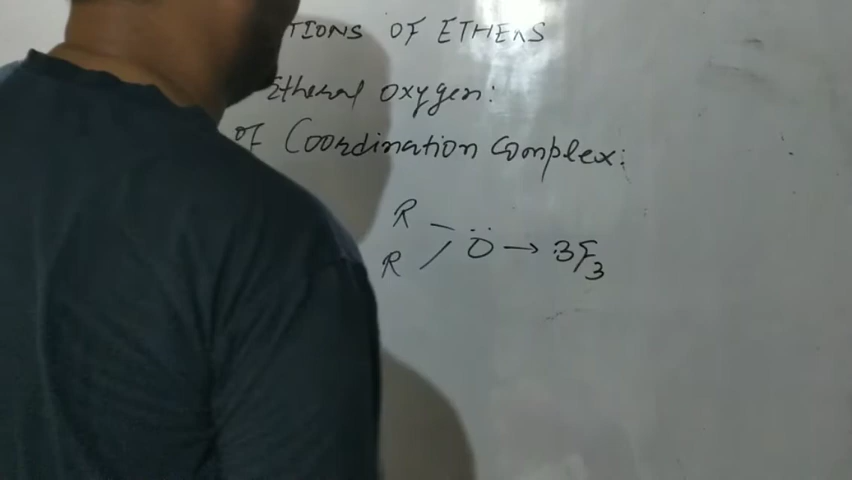 TIONS OF ETHERS
Ethereal oxygen:
of Coordination Complex:
R
Ö → BF3
R